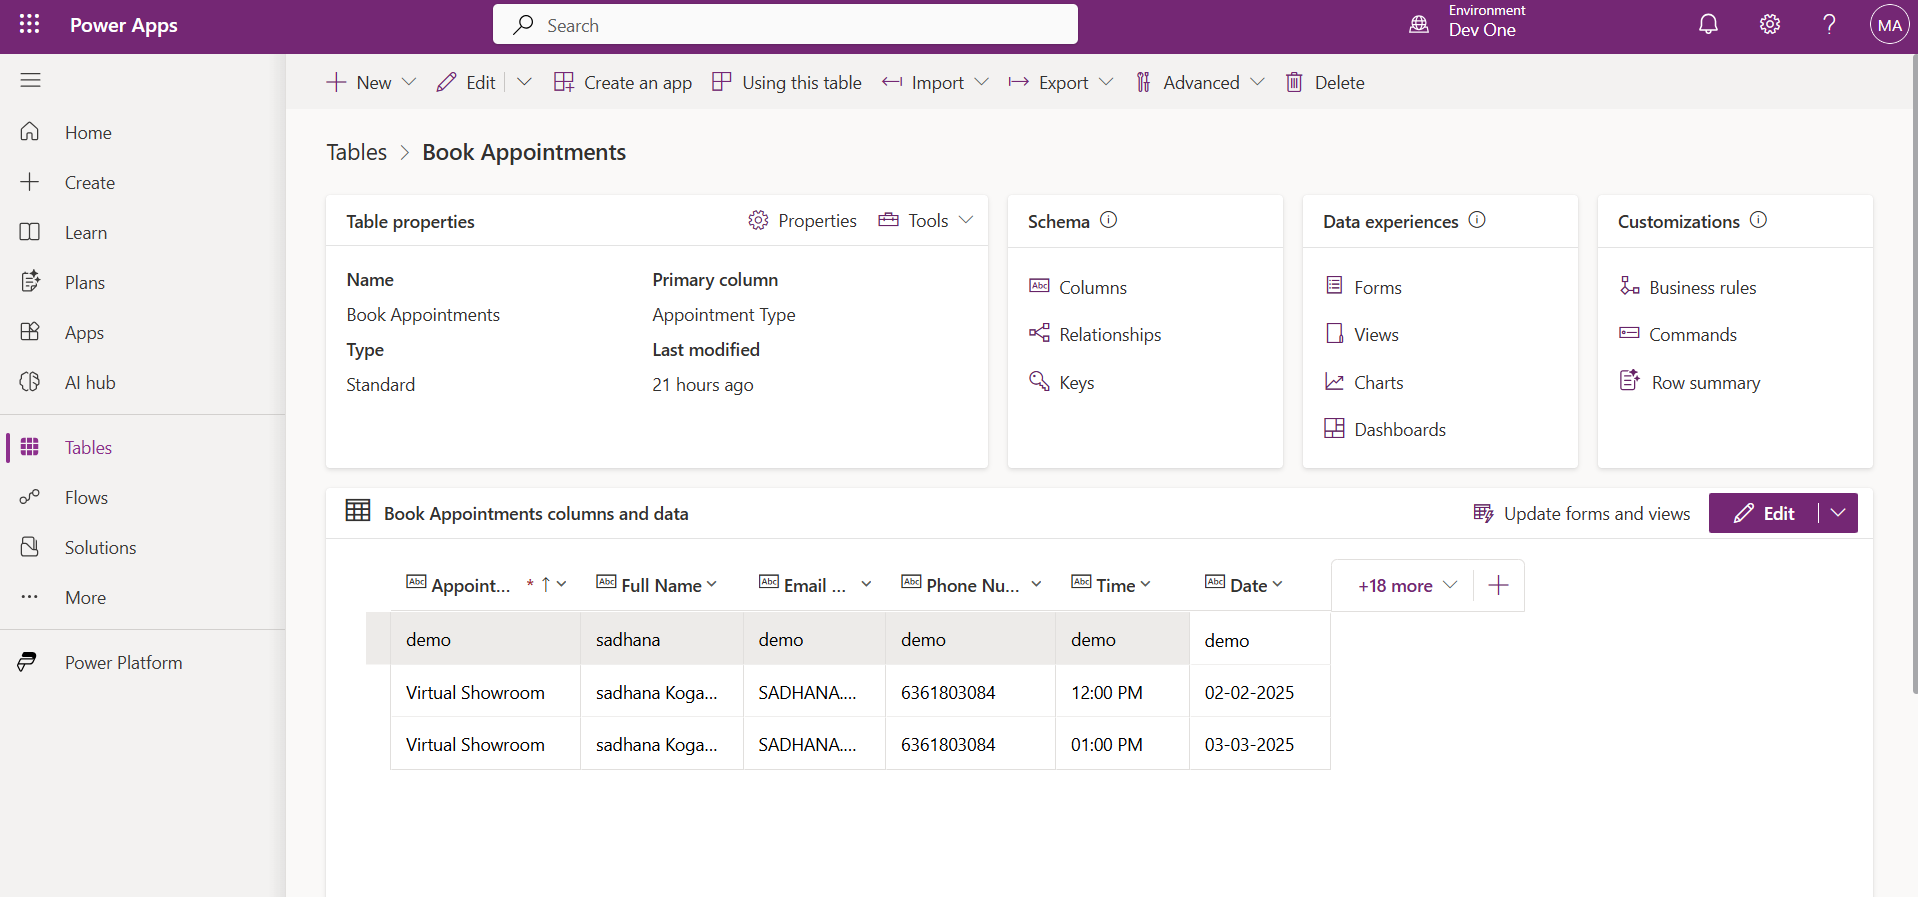 Power Apps
Search
Environment
Dev One
?
MA
New
Edit
Create an app
Using this table
Import
Export
Advanced
Delete
Home
Create
Learn
Plans
Apps
AI hub
Tables
Flows
Solutions
More
Power Platform
Tables > Book Appointments
Table properties
Properties
Tools
Name
Primary column
Book Appointments
Appointment Type
Type
Last modified
Standard
21 hours ago
Schema
Columns
Relationships
Keys
Data experiences
Forms
Views
Charts
Dashboards
Customizations
Business rules
Commands
Row summary
Book Appointments columns and data
Update forms and views
Edit
Abc Appoint... * ↑ Abc Full Name Abc Email ... Abc Phone Nu... Abc Time Abc Date +18 more +
demo sadhana demo demo demo demo
Virtual Showroom sadhana Koga... SADHANA.... 6361803084 12:00 PM 02-02-2025
Virtual Showroom sadhana Koga... SADHANA.... 6361803084 01:00 PM 03-03-2025